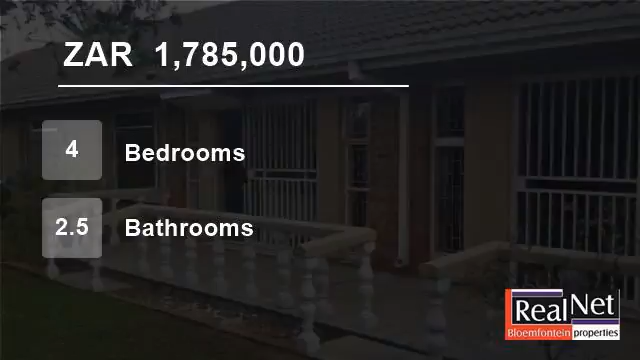 ZAR 1,785,000
4 Bedrooms
2.5 Bathrooms
RealNet
Bloemfontein properties